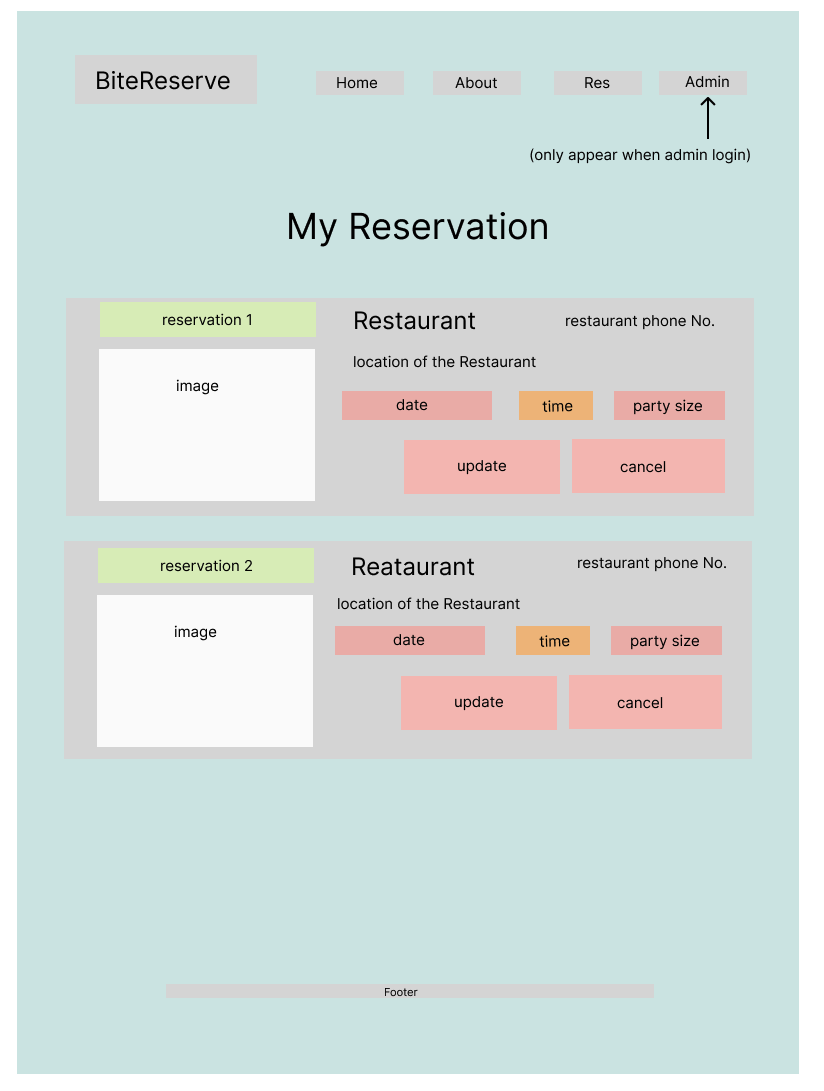 BiteReserve
Home
About
Res
Admin
(only appear when admin login)
My Reservation
reservation 1
Restaurant
restaurant phone No.
location of the Restaurant
image
date
time
party size
update
cancel
reservation 2
Reataurant
restaurant phone No.
location of the Restaurant
image
date
time
party size
update
cancel
Footer